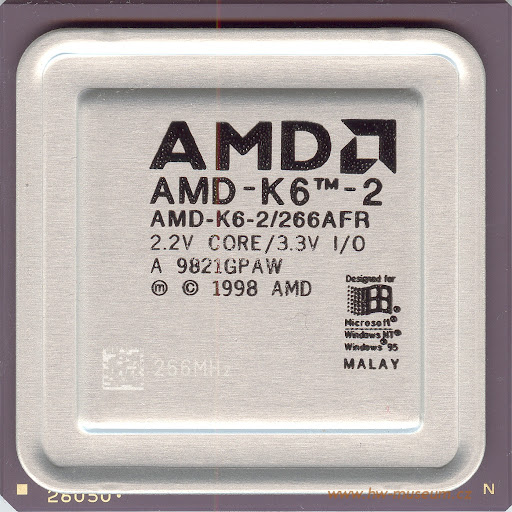 AMD
AMD-K6™-2
AMD-K6-2/266AFR
2.2V CORE/3.3V I/O
A 9821GPAW
ⓜ © 1998 AMD
Designed for
Microsoft®
Windows NT®
Windows®95
MALAY
266MHz
26050
N